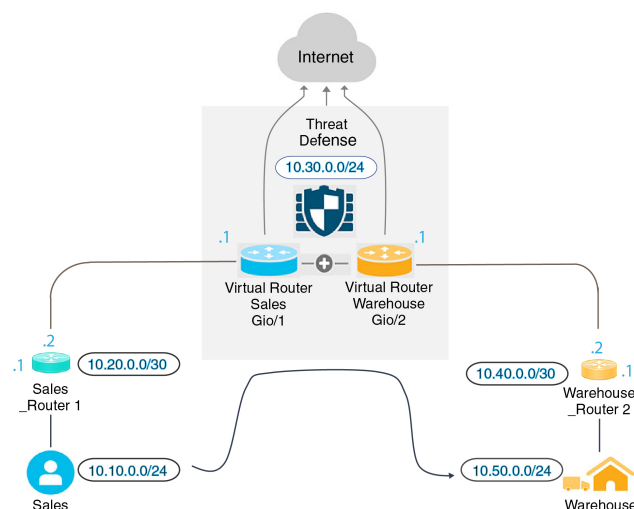 Internet
Threat
Defense
10.30.0.0/24
.1
.1
Virtual Router
Sales
Gio/1
Virtual Router
Warehouse
Gio/2
.2
.1
10.20.0.0/30
Sales
_Router 1
10.40.0.0/30
.2
.1
Warehouse
_Router 2
10.10.0.0/24
Sales
10.50.0.0/24
Warehouse